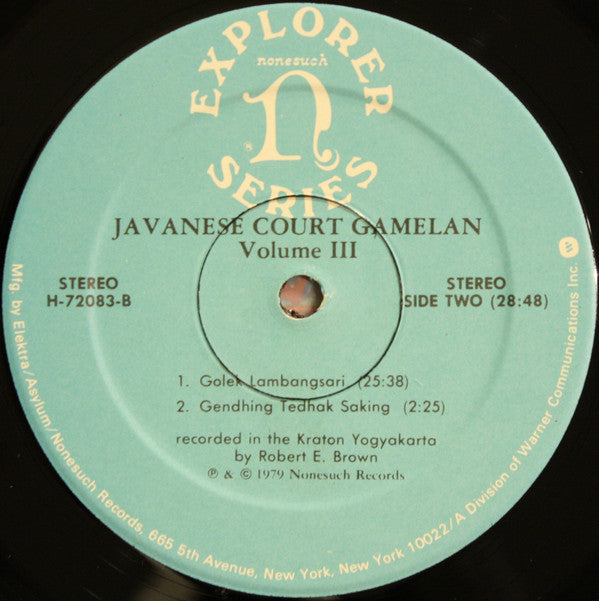 EXPLORER
nonesuch
n
®
SERIES
JAVANESE COURT GAMELAN
Volume III
STEREO
H-72083-B
STEREO
SIDE TWO (28:48)
1. Golek Lambangsari (25:38)
2. Gendhing Tedhak Saking (2:25)
recorded in the Kraton Yogyakarta
by Robert E. Brown
℗ & © 1979 Nonesuch Records
Mfg. by Elektra/Asylum/Nonesuch Records, 665 5th Avenue, New York, New York 10022/A Division of Warner Communications Inc.